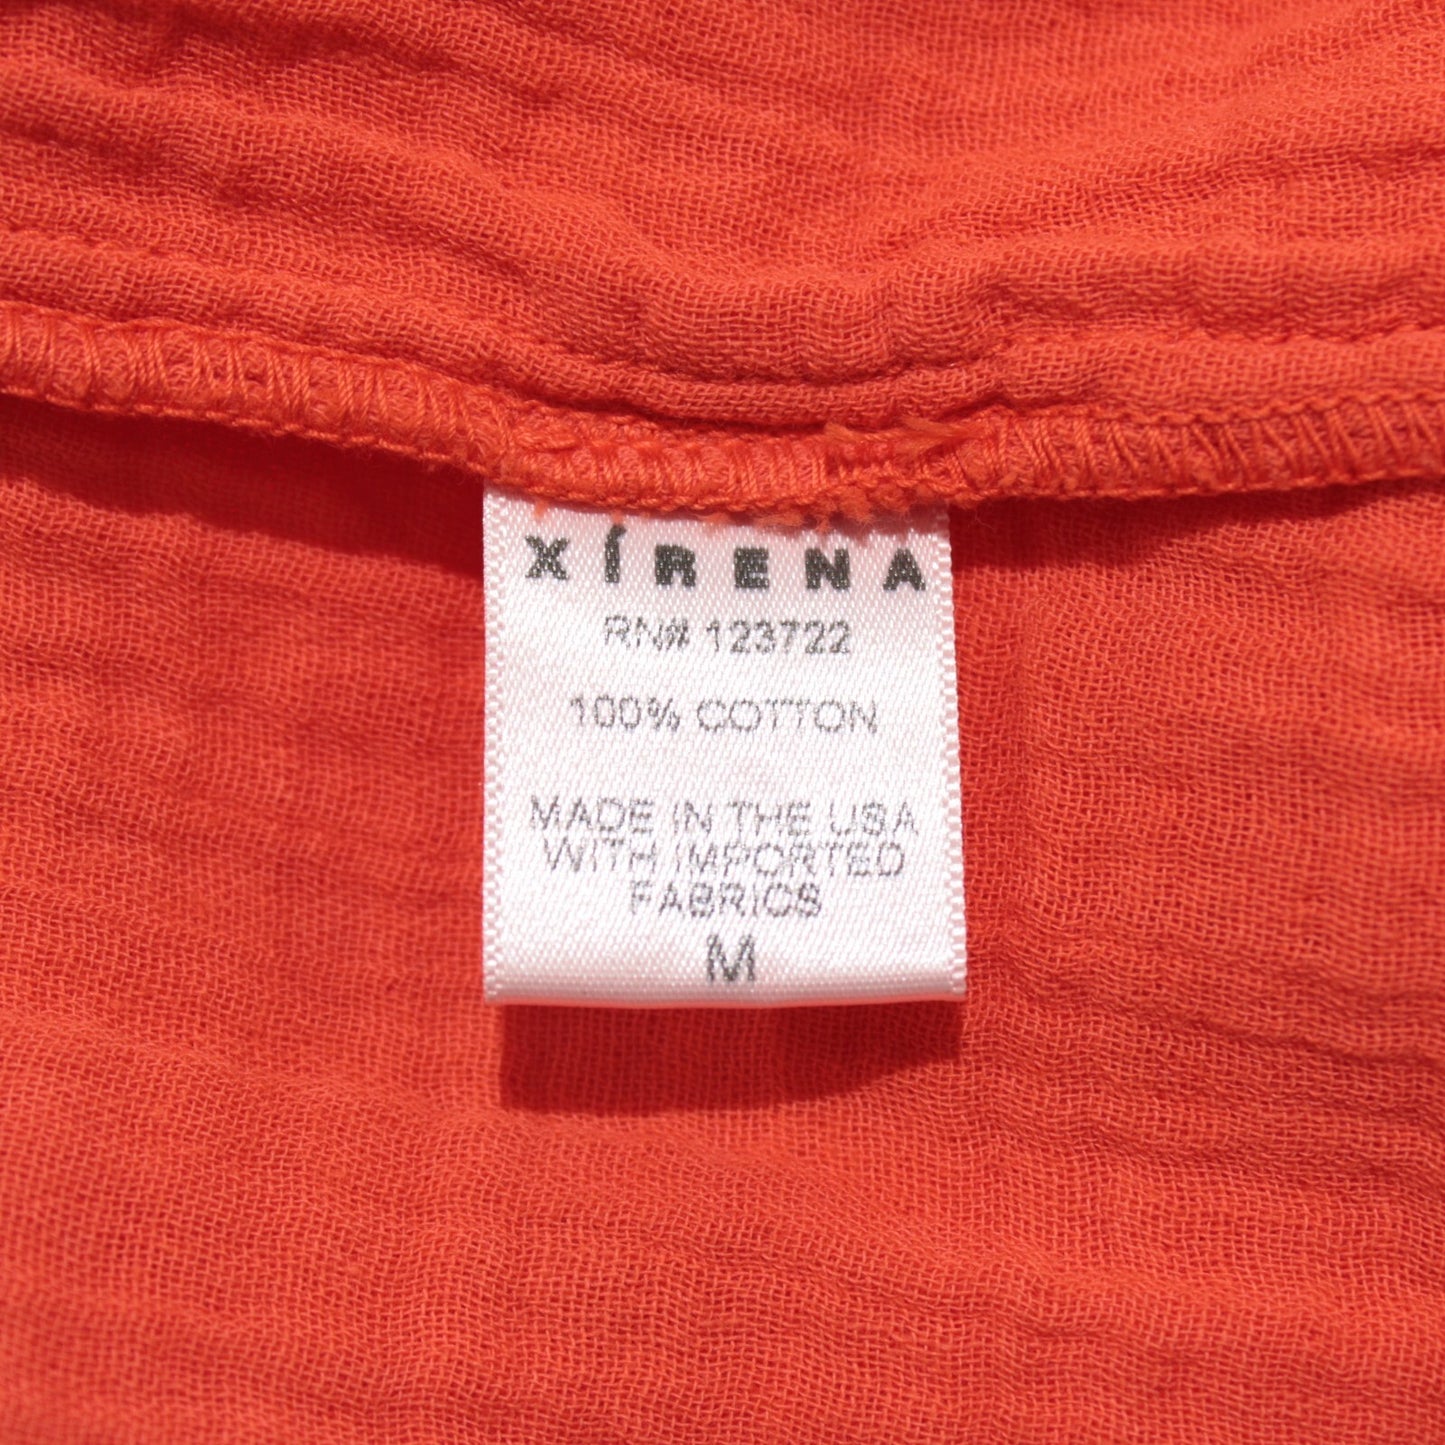 XÍRENA
RN# 123722
100% COTTON
MADE IN THE USA
WITH IMPORTED
FABRICS
M